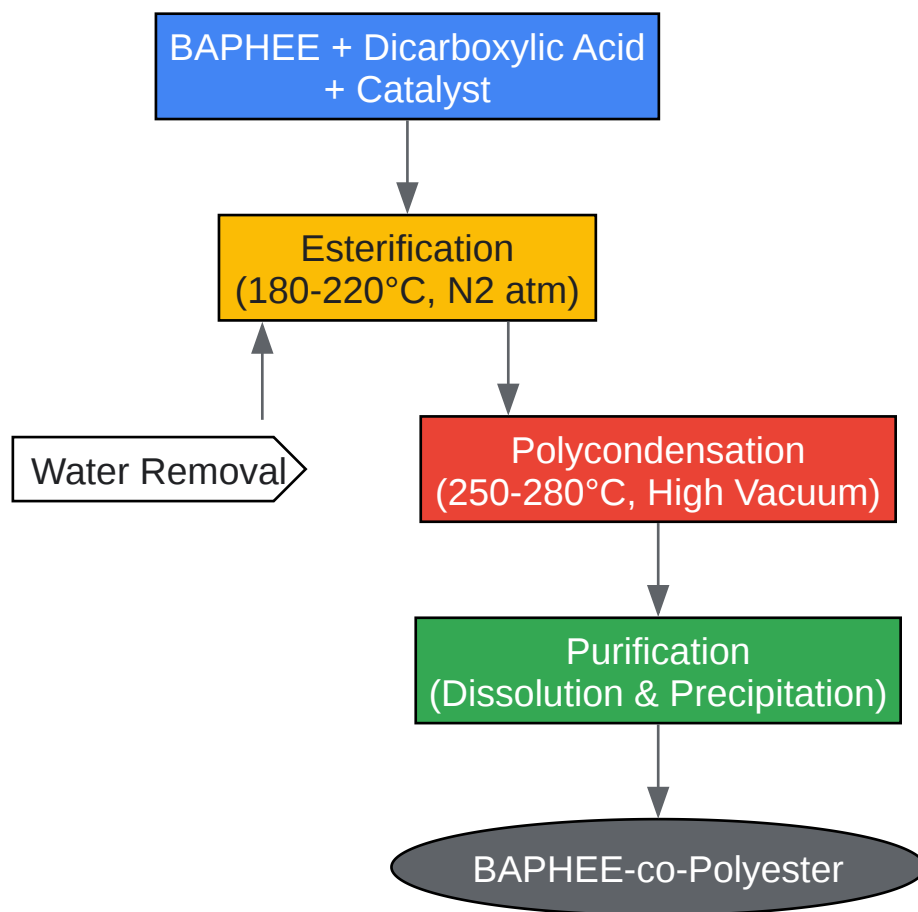 BAPHEE + Dicarboxylic Acid
+ Catalyst
Esterification
(180-220°C, N2 atm)
Water Removal
Polycondensation
(250-280°C, High Vacuum)
Purification
(Dissolution & Precipitation)
BAPHEE-co-Polyester